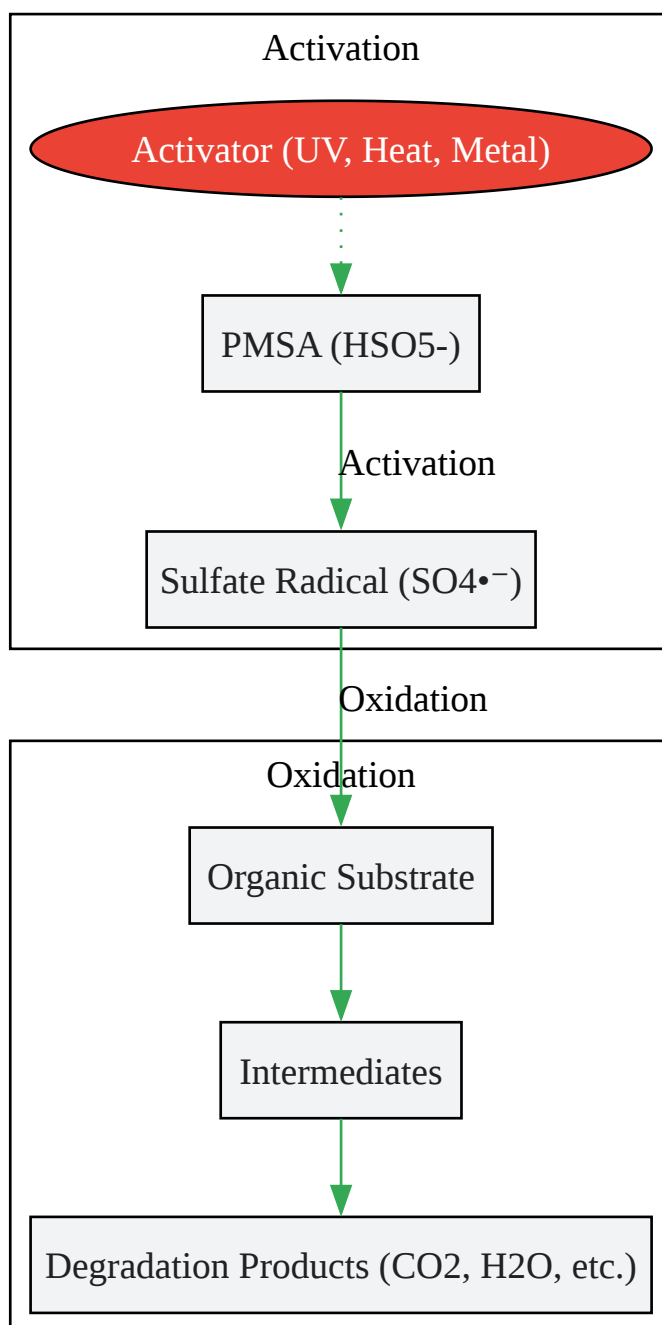 Activation
Activator (UV, Heat, Metal)
PMSA (HSO5-)
Activation
Sulfate Radical (SO4•⁻)
Oxidation
Oxidation
Organic Substrate
Intermediates
Degradation Products (CO2, H2O, etc.)